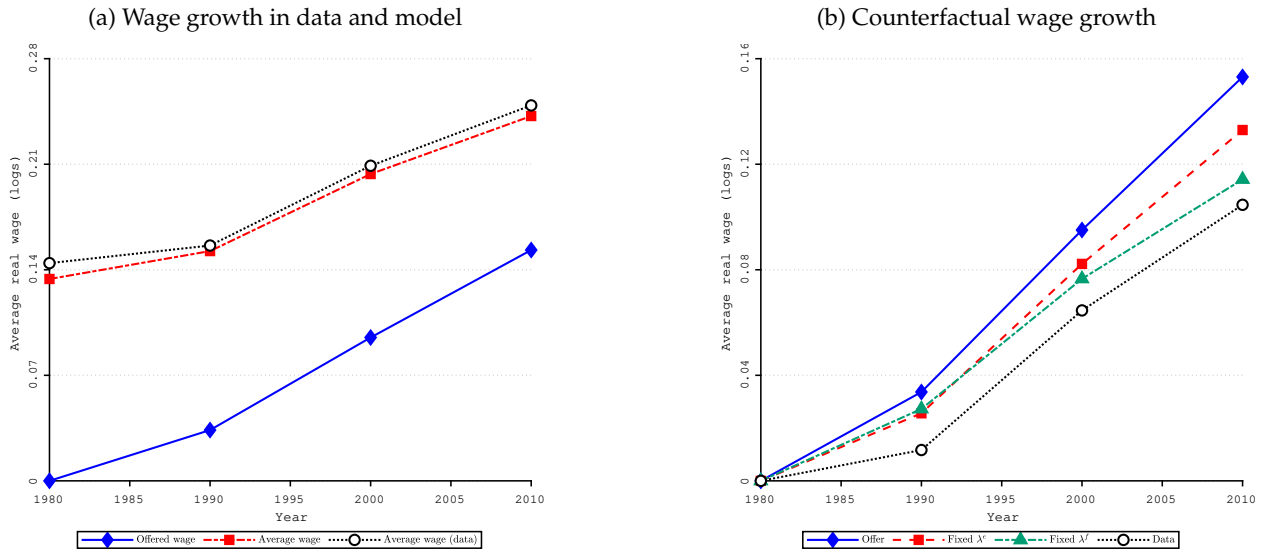 (a) Wage growth in data and model
Average real wage (logs)
0.28
0.21
0.14
0.07
0
1980 1985 1990 1995 2000 2005 2010
Year
Offered wage Average wage Average wage (data)
(b) Counterfactual wage growth
Average real wage (logs)
0.16
0.12
0.08
0.04
0
1980 1985 1990 1995 2000 2005 2010
Year
Offer Fixed λᵉ Fixed λᶠ Data